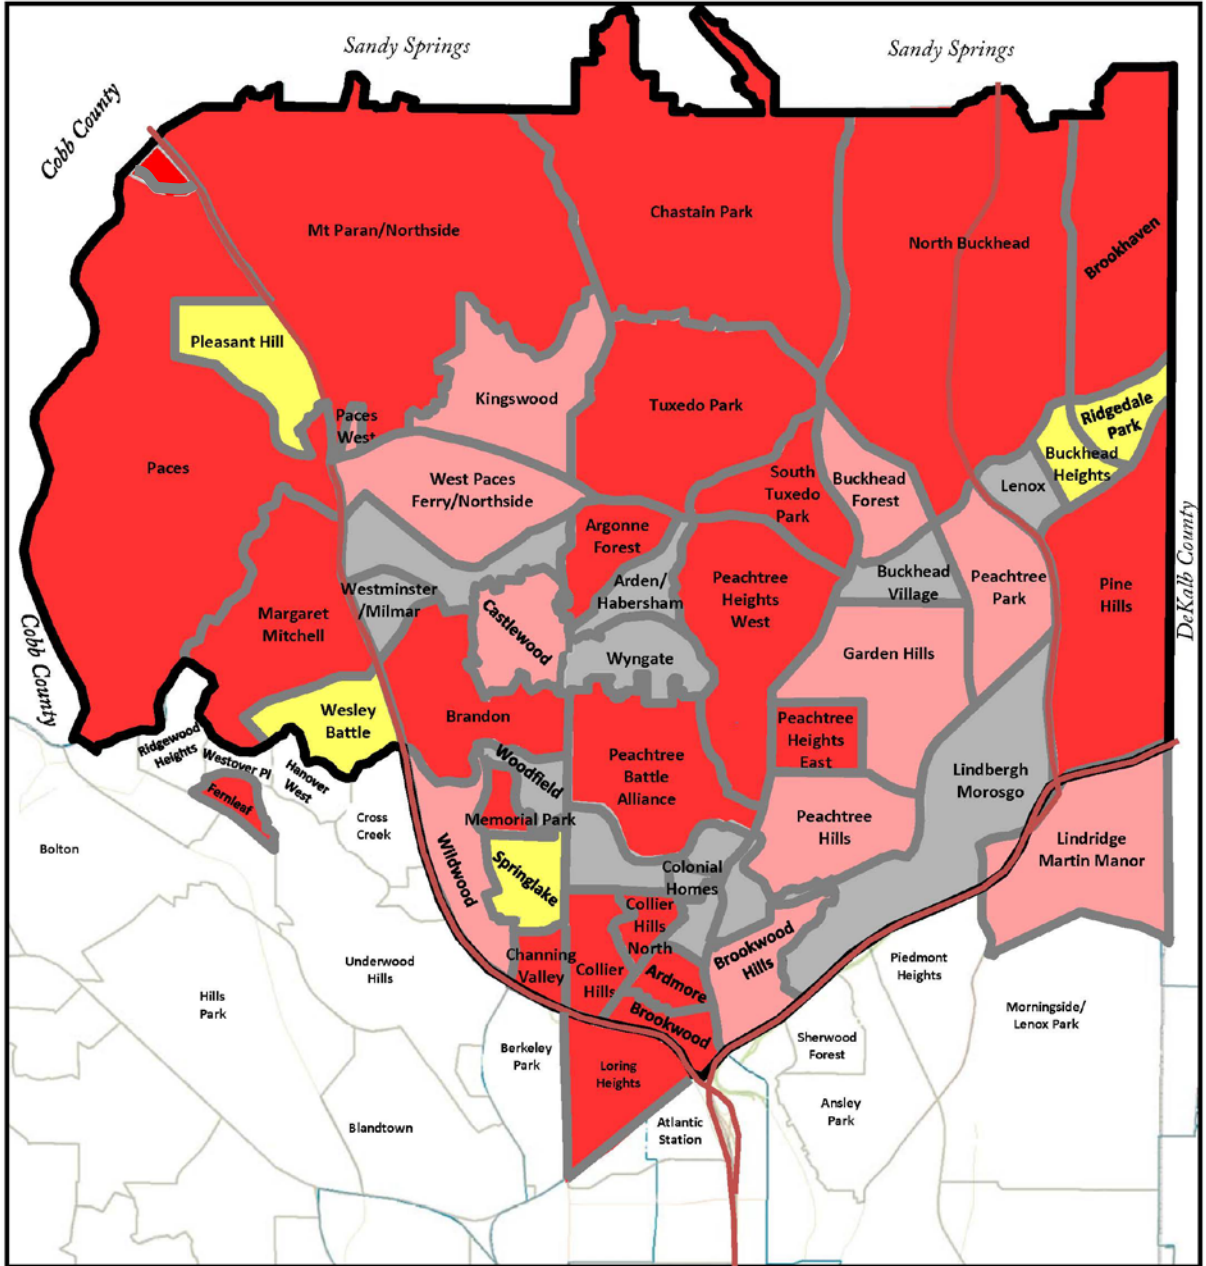 Sandy Springs
Sandy Springs
Cobb County
Chastain Park
Mt Paran/Northside
North Buckhead
Brookhaven
Pleasant Hill
Kingswood
Tuxedo Park
Ridgedale
Park
Paces
West
Buckhead
Heights
Paces
West Paces
Ferry/Northside
South
Tuxedo
Park
Buckhead
Forest
Lenox
Argonne
Forest
DeKalb County
Westminster
/Milmar
Arden/
Habersham
Peachtree
Heights
West
Buckhead
Village
Peachtree
Park
Pine
Hills
Margaret
Mitchell
Castlewood
Wyngate
Garden Hills
Cobb County
Wesley
Battle
Brandon
Peachtree
Heights
East
Ridgewood
Heights
Westover Pl
Hanover
West
Woodfield
Peachtree
Battle
Alliance
Lindbergh
Morosgo
Fernleaf
Cross
Creek
Memorial Park
Peachtree
Hills
Lindridge
Martin Manor
Bolton
Wildwood
Springlake
Colonial
Homes
Collier
Hills
North
Channing
Valley
Collier
Hills
Ardmore
Brookwood
Hills
Underwood
Hills
Piedmont
Heights
Hills
Park
Brookwood
Morningside/
Lenox Park
Berkeley
Park
Sherwood
Forest
Loring
Heights
Ansley
Park
Blandtown
Atlantic
Station